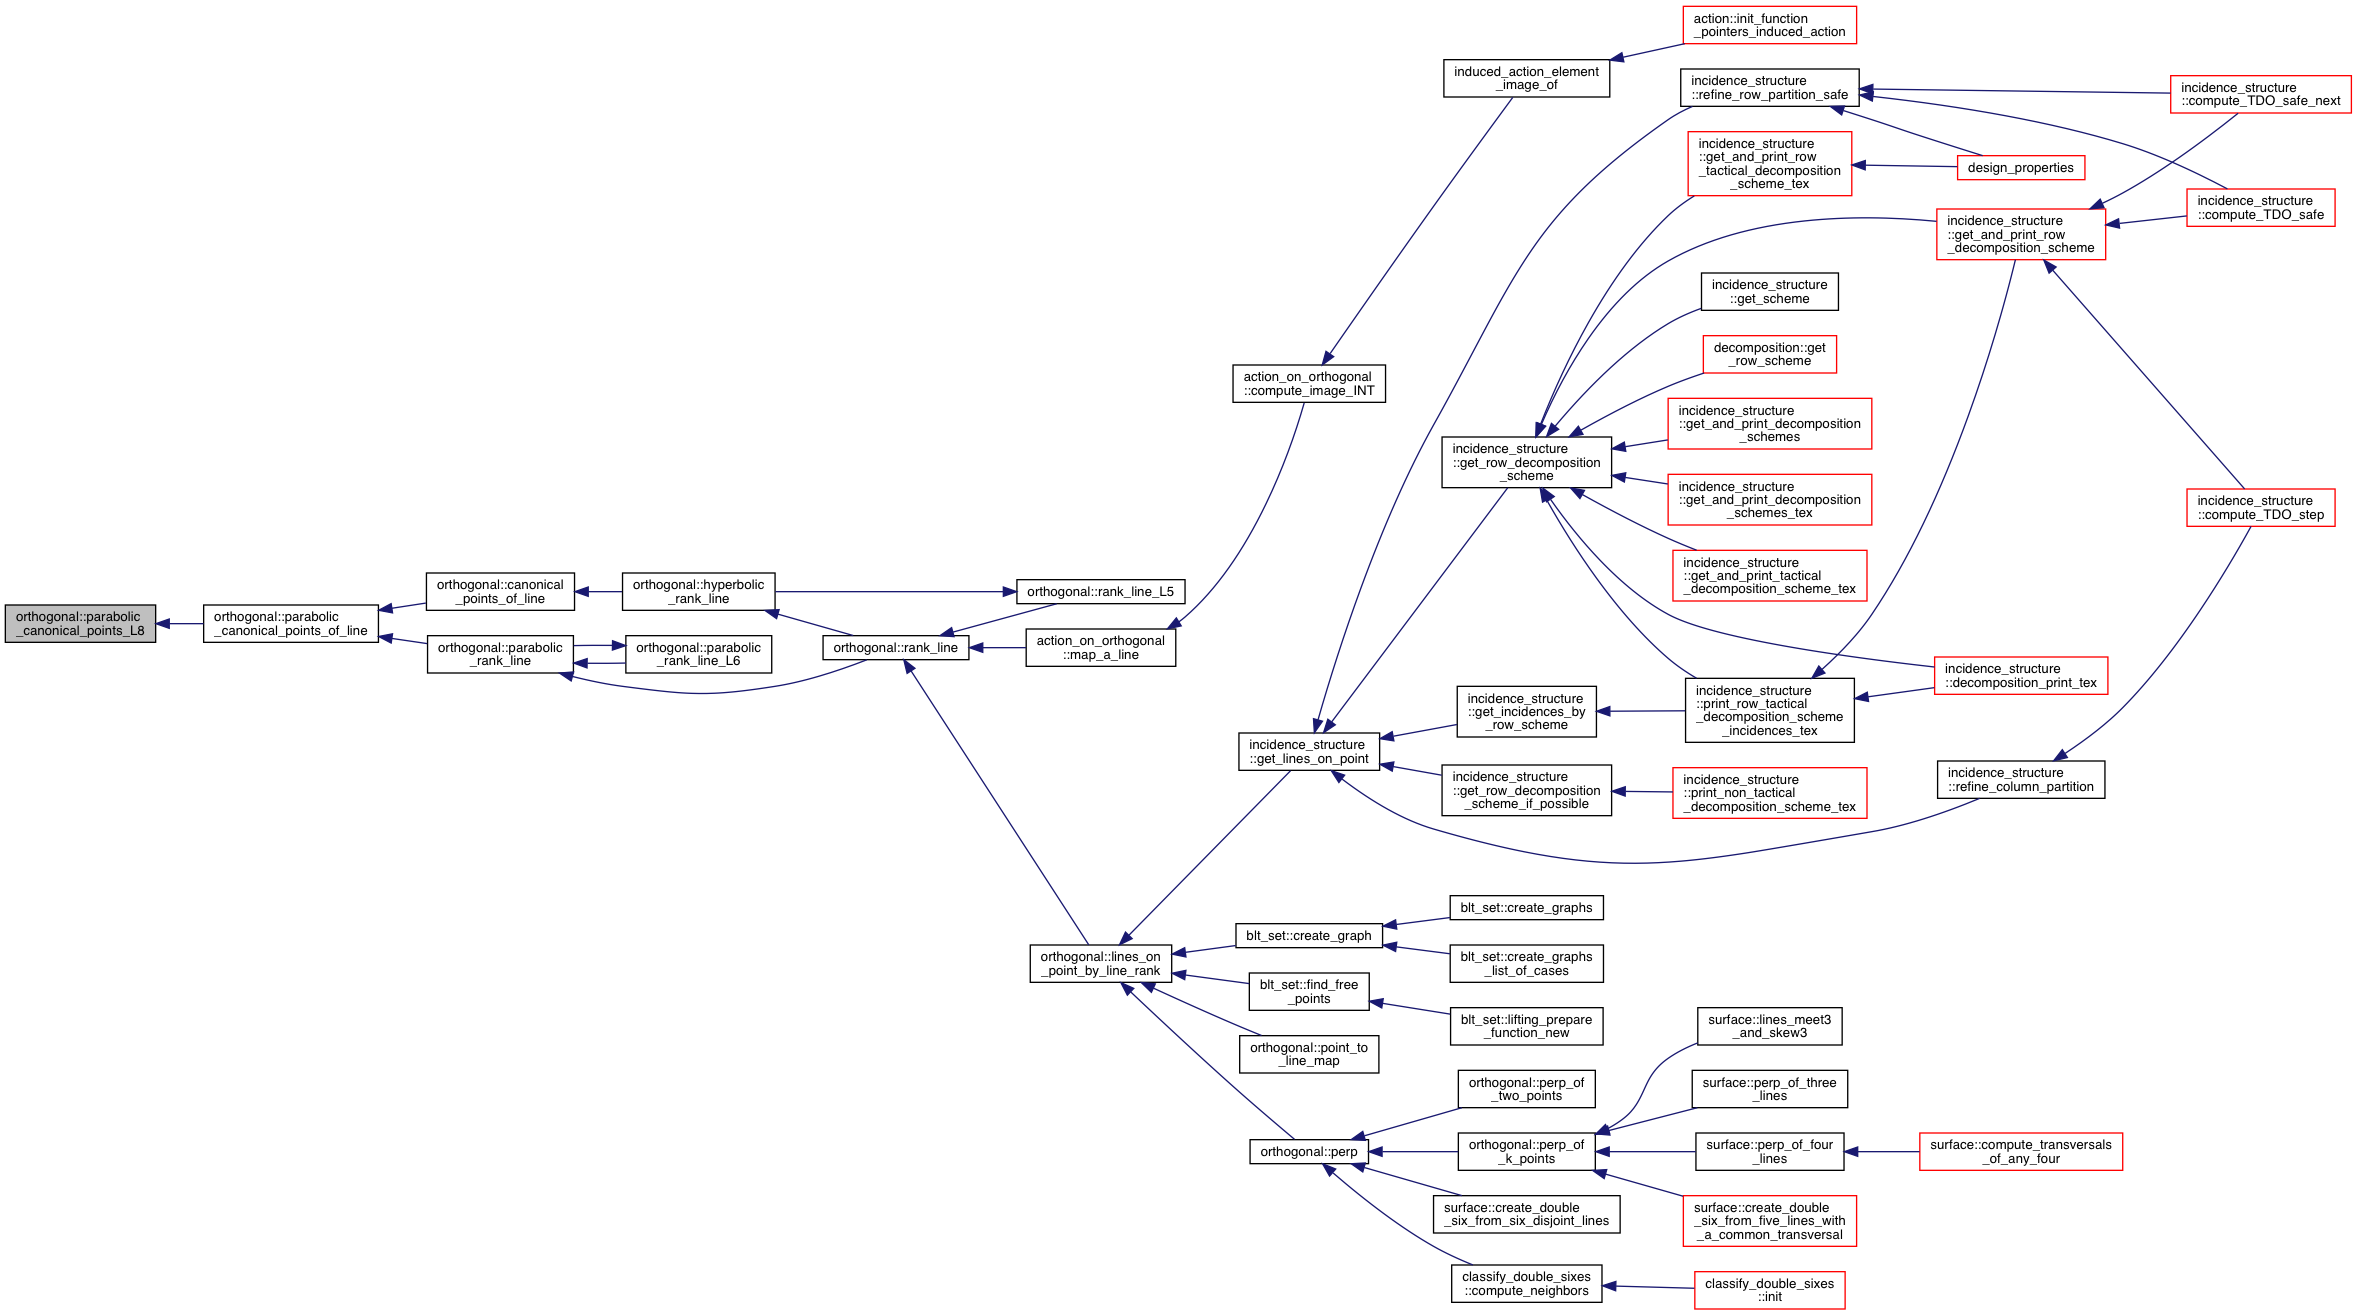 orthogonal::parabolic
_canonical_points_L8
orthogonal::parabolic
_canonical_points_of_line
orthogonal::canonical
_points_of_line
orthogonal::parabolic
_rank_line
orthogonal::hyperbolic
_rank_line
orthogonal::parabolic
_rank_line_L6
orthogonal::rank_line
orthogonal::rank_line_L5
action_on_orthogonal
::map_a_line
orthogonal::lines_on
_point_by_line_rank
action_on_orthogonal
::compute_image_INT
induced_action_element
_image_of
action::init_function
_pointers_induced_action
incidence_structure
::get_lines_on_point
incidence_structure
::refine_row_partition_safe
incidence_structure
::get_and_print_row
_tactical_decomposition
_scheme_tex
incidence_structure
::get_scheme
decomposition::get
_row_scheme
incidence_structure
::get_and_print_decomposition
_schemes
incidence_structure
::get_row_decomposition
_scheme
incidence_structure
::get_and_print_decomposition
_schemes_tex
incidence_structure
::get_and_print_tactical
_decomposition_scheme_tex
incidence_structure
::get_incidences_by
_row_scheme
incidence_structure
::print_row_tactical
_decomposition_scheme
_incidences_tex
incidence_structure
::get_row_decomposition
_scheme_if_possible
incidence_structure
::print_non_tactical
_decomposition_scheme_tex
incidence_structure
::compute_TDO_safe_next
design_properties
incidence_structure
::compute_TDO_safe
incidence_structure
::get_and_print_row
_decomposition_scheme
incidence_structure
::compute_TDO_step
incidence_structure
::decomposition_print_tex
incidence_structure
::refine_column_partition
blt_set::create_graph
blt_set::create_graphs
blt_set::create_graphs
_list_of_cases
blt_set::find_free
_points
blt_set::lifting_prepare
_function_new
orthogonal::point_to
_line_map
orthogonal::perp
orthogonal::perp_of
_two_points
orthogonal::perp_of
_k_points
surface::lines_meet3
_and_skew3
surface::perp_of_three
_lines
surface::perp_of_four
_lines
surface::compute_transversals
_of_any_four
surface::create_double
_six_from_six_disjoint_lines
surface::create_double
_six_from_five_lines_with
_a_common_transversal
classify_double_sixes
::compute_neighbors
classify_double_sixes
::init